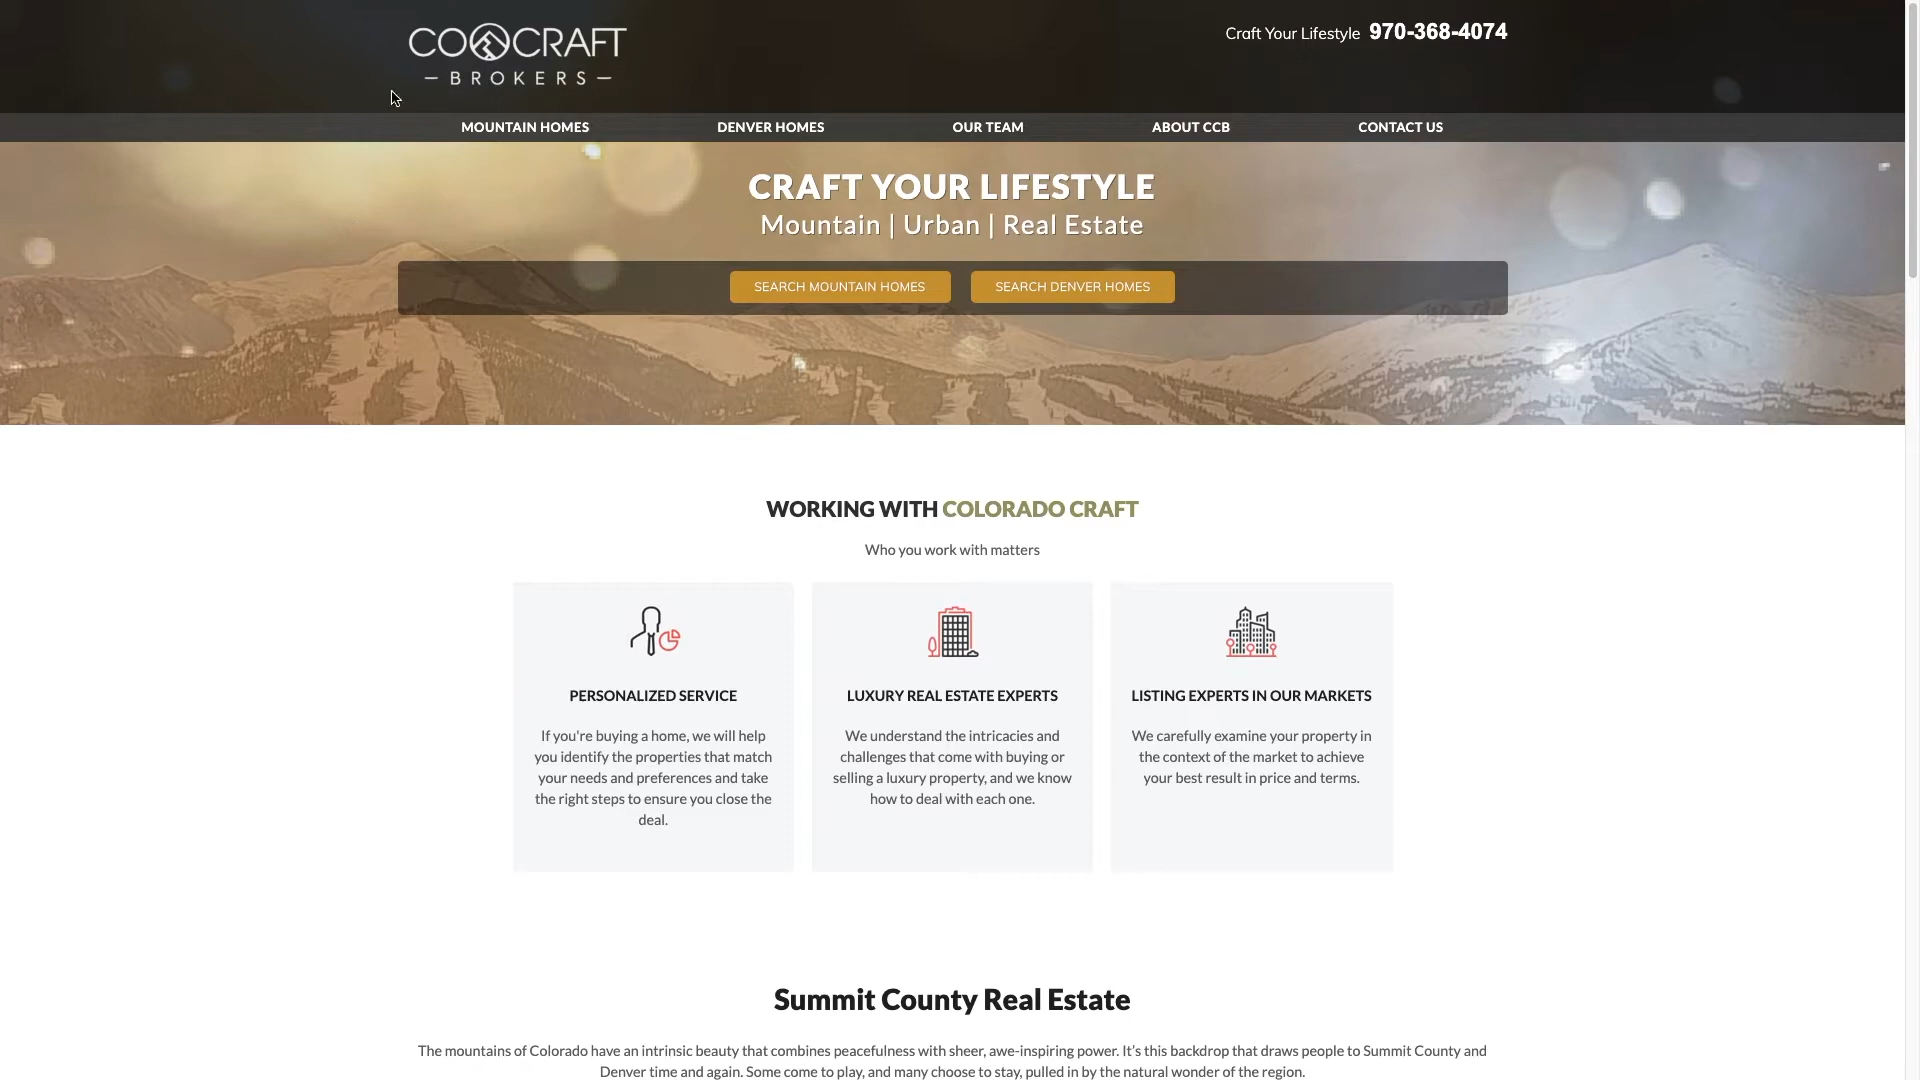 COCRAFT
BROKERS
Craft Your Lifestyle 970-368-4074
MOUNTAIN HOMES DENVER HOMES OUR TEAM ABOUT CCB CONTACT US
CRAFT YOUR LIFESTYLE
Mountain | Urban | Real Estate
SEARCH MOUNTAIN HOMES SEARCH DENVER HOMES
WORKING WITH COLORADO CRAFT
Who you work with matters
PERSONALIZED SERVICE
If you're buying a home, we will help
you identify the properties that match
your needs and preferences and take
the right steps to ensure you close the
deal.
LUXURY REAL ESTATE EXPERTS
We understand the intricacies and
challenges that come with buying or
selling a luxury property, and we know
how to deal with each one.
LISTING EXPERTS IN OUR MARKETS
We carefully examine your property in
the context of the market to achieve
your best result in price and terms.
Summit County Real Estate
The mountains of Colorado have an intrinsic beauty that combines peacefulness with sheer, awe-inspiring power. It's this backdrop that draws people to Summit County and
Denver time and again. Some come to play, and many choose to stay, pulled in by the natural wonder of the region.